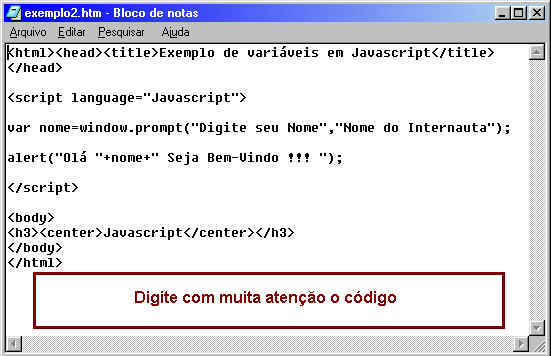 exemplo2.htm - Bloco de notas
Arquivo Editar Pesquisar Ajuda
<html><head><title>Exemplo de variáveis em Javascript</title>
</head>
<script language="Javascript">
var nome=window.prompt("Digite seu Nome","Nome do Internauta");
alert("Olá "+nome+" Seja Bem-Vindo !!! ");
</script>
<body>
<h3><center>Javascript</center></h3>
</body>
</html>
Digite com muita atenção o código